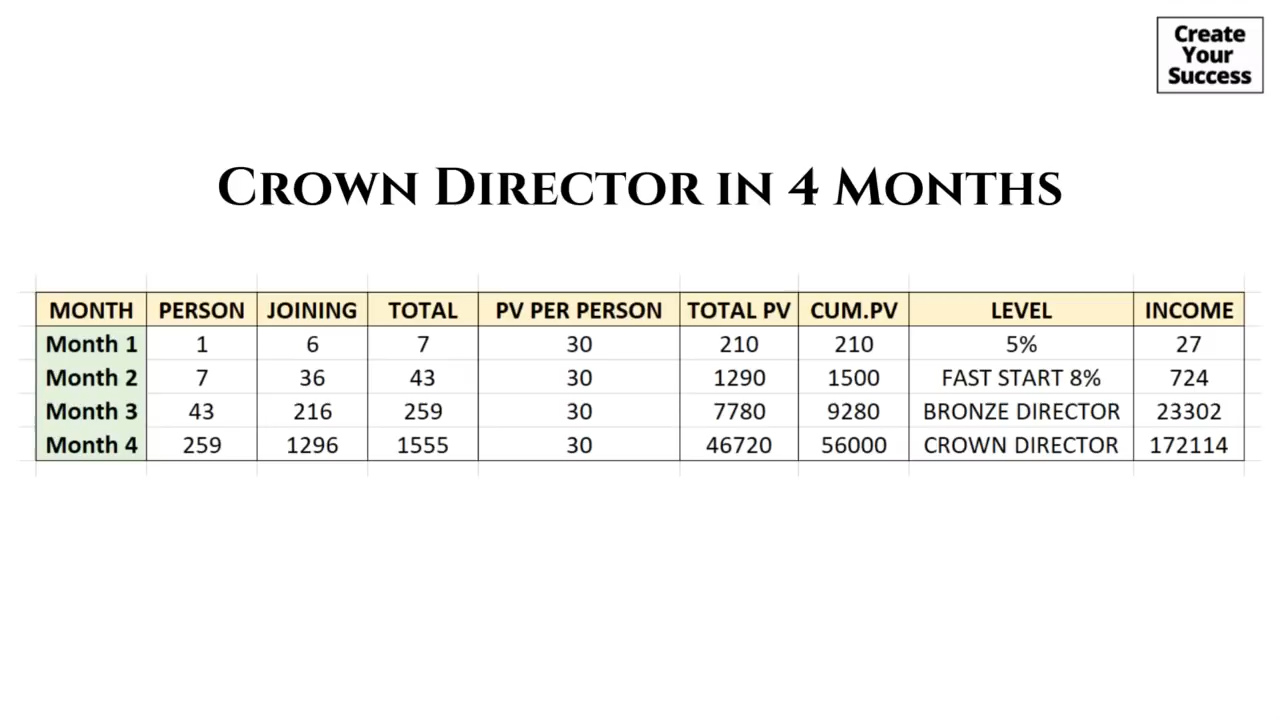 Create
Your
Success
Crown Director in 4 Months
MONTH PERSON JOINING TOTAL PV PER PERSON TOTAL PV CUM.PV LEVEL INCOME
Month 1 1 6 7 30 210 210 5% 27
Month 2 7 36 43 30 1290 1500 FAST START 8% 724
Month 3 43 216 259 30 7780 9280 BRONZE DIRECTOR 23302
Month 4 259 1296 1555 30 46720 56000 CROWN DIRECTOR 172114